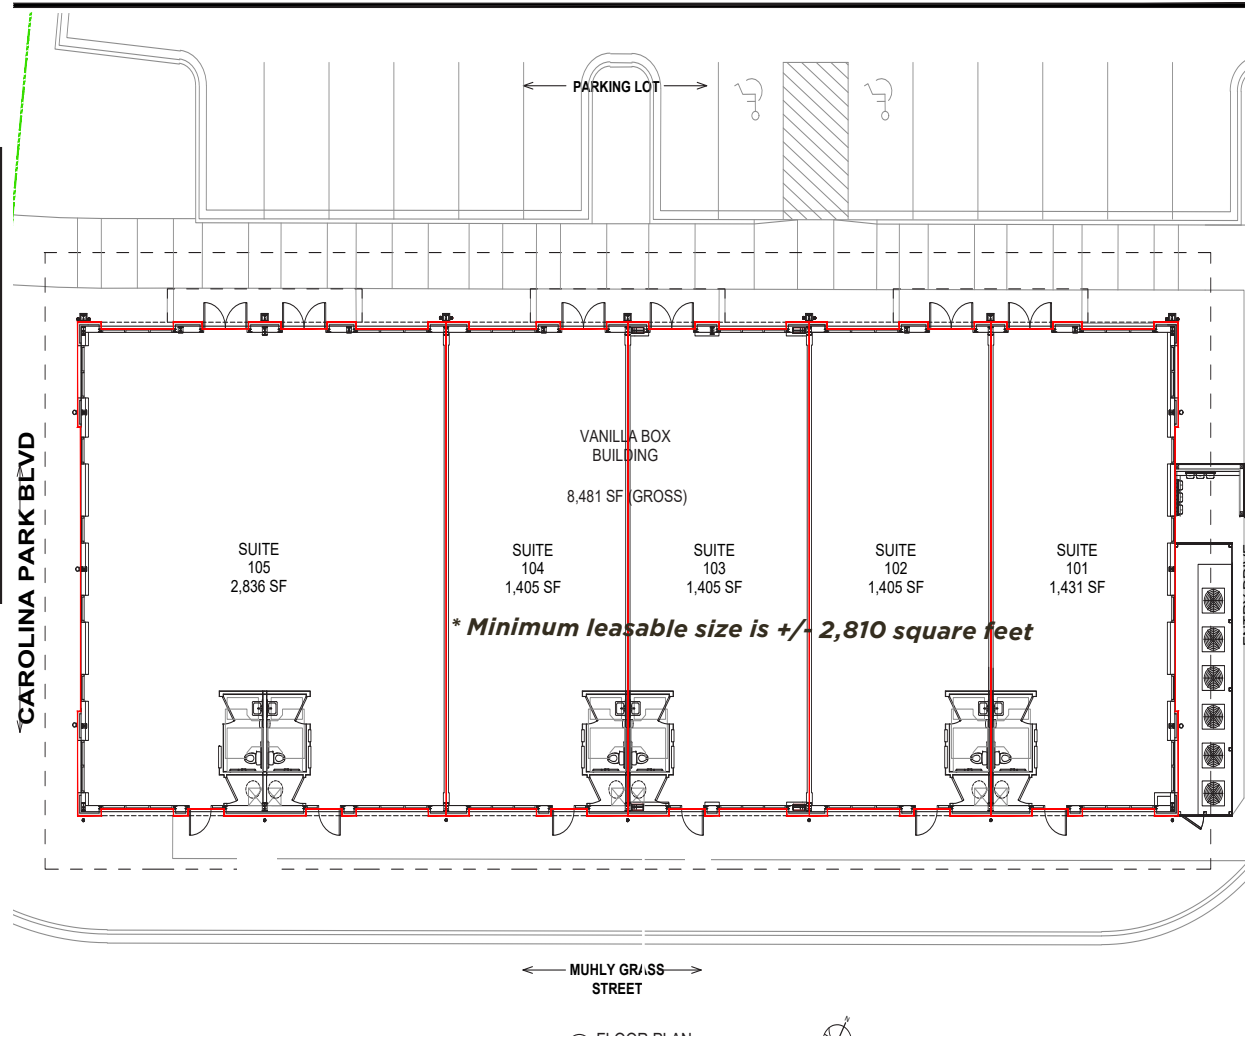 PARKING LOT
CAROLINA PARK BLVD
VANILLA BOX
BUILDING
8,481 SF (GROSS)
SUITE
105
2,836 SF
SUITE
104
1,405 SF
SUITE
103
1,405 SF
SUITE
102
1,405 SF
SUITE
101
1,431 SF
* Minimum leasable size is +/- 2,810 square feet
MUHLY GRASS
STREET
FLOOR PLAN
N